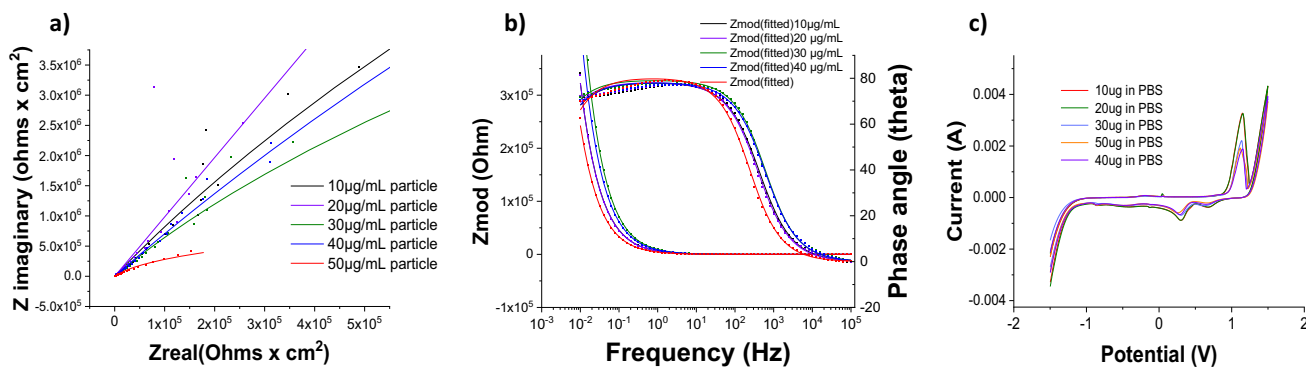 a)
Z imaginary (ohms x cm²)
3.5x10⁶
3.0x10⁶
2.5x10⁶
2.0x10⁶
1.5x10⁶
1.0x10⁶
5.0x10⁵
0.0
-5.0x10⁵
0
1x10⁵
2x10⁵
3x10⁵
4x10⁵
5x10⁵
Zreal(Ohms x cm²)
10µg/mL particle
20µg/mL particle
30µg/mL particle
40µg/mL particle
50µg/mL particle
b)
Zmod(fitted)10µg/mL
Zmod(fitted)20 µg/mL
Zmod(fitted)30 µg/mL
Zmod(fitted)40 µg/mL
Zmod(fitted)
Zmod (Ohm)
3x10⁵
2x10⁵
1x10⁵
0
-1x10⁵
Phase angle (theta)
80
60
40
20
0
-20
10⁻³
10⁻²
10⁻¹
10⁰
10¹
10²
10³
10⁴
10⁵
Frequency (Hz)
c)
Current (A)
0.004
0.002
0.000
-0.002
-0.004
10ug in PBS
20ug in PBS
30ug in PBS
50ug in PBS
40ug in PBS
-2
-1
0
1
2
Potential (V)